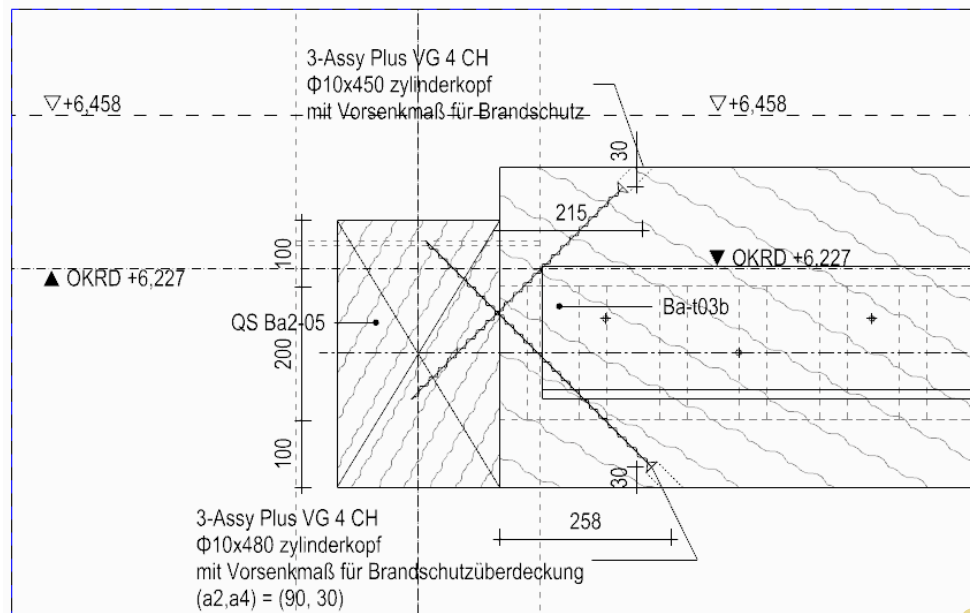 3-Assy Plus VG 4 CH
Φ10x450 zylinderkopf
mit Vorsenkmaß für Brandschutz
▽+6,458
▽+6,458
30
215
100
▲ OKRD +6,227
▼ OKRD +6,227
QS Ba2-05
Ba-t03b
200
100
30
258
3-Assy Plus VG 4 CH
Φ10x480 zylinderkopf
mit Vorsenkmaß für Brandschutzüberdeckung
(a2,a4) = (90, 30)